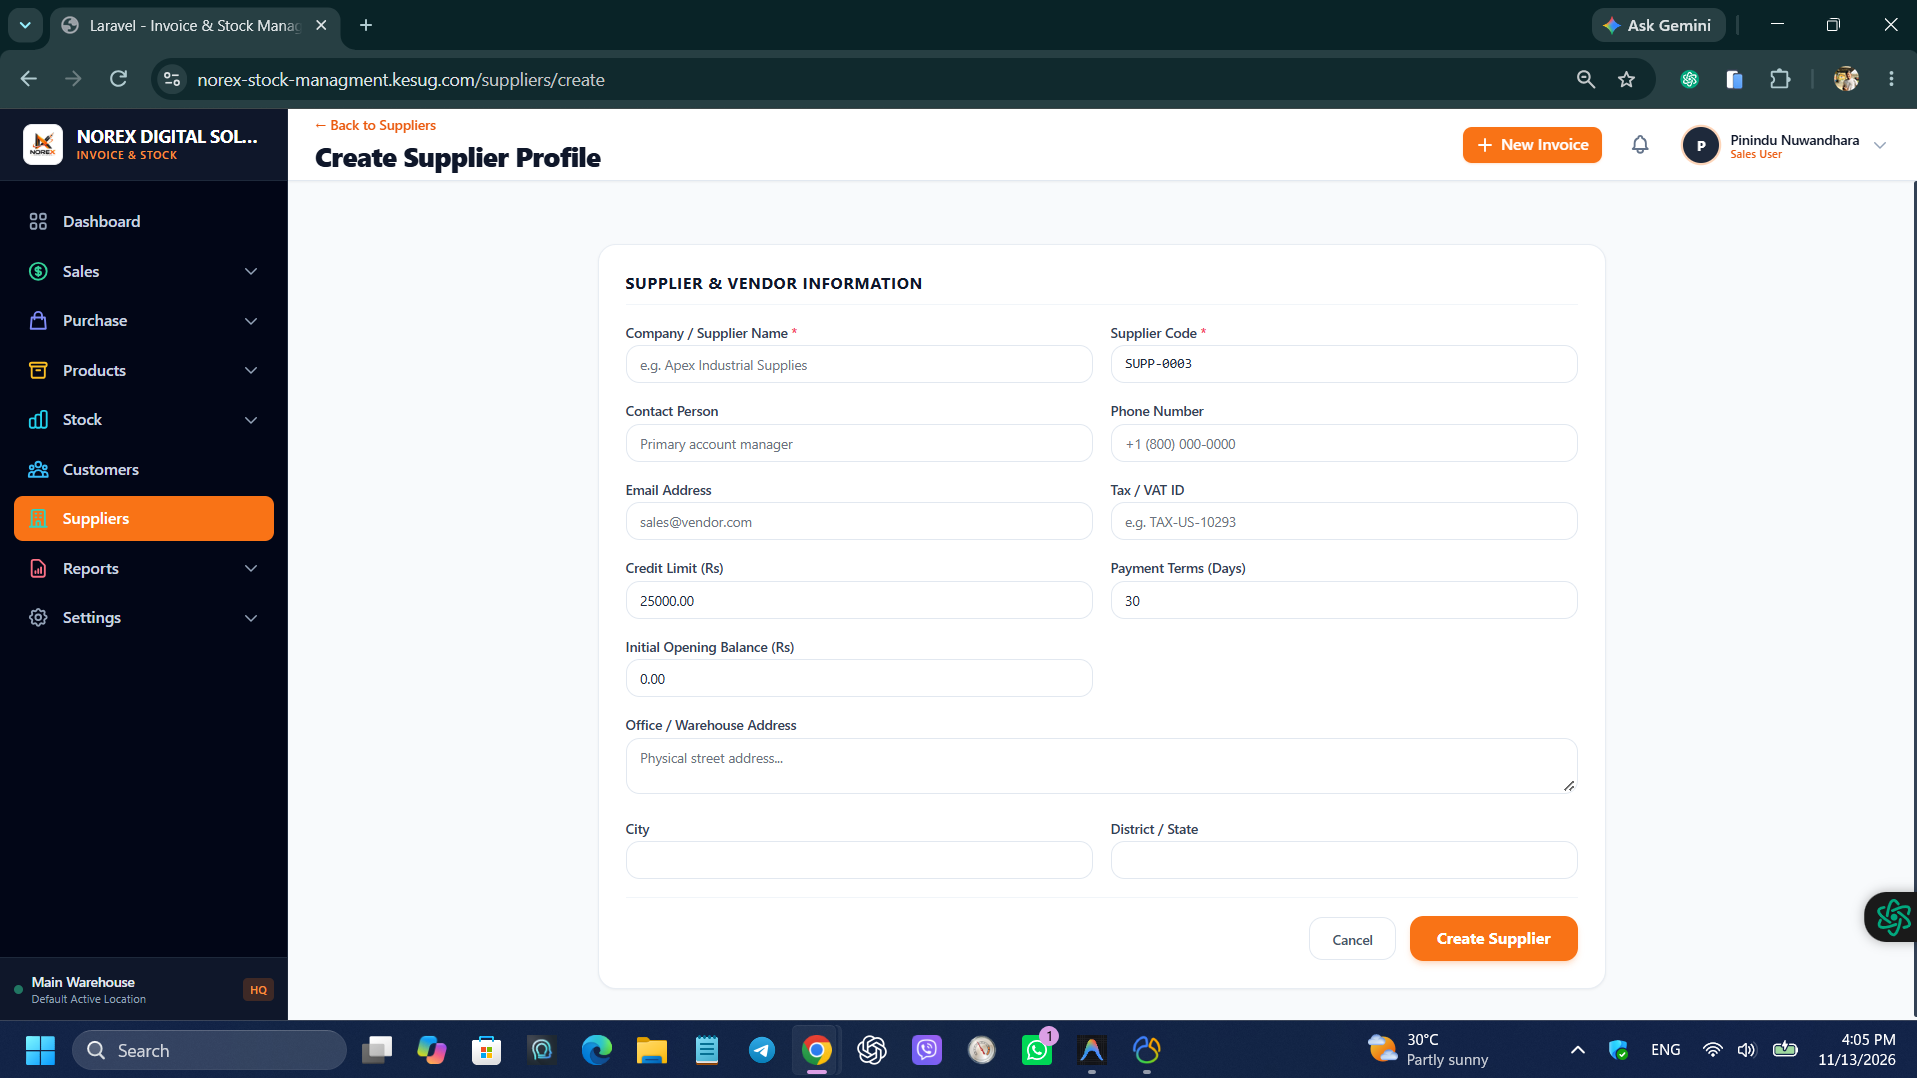 Laravel - Invoice & Stock Manag
Ask Gemini
norex-stock-managment.kesug.com/suppliers/create
NOREX
NOREX DIGITAL SOL...
INVOICE & STOCK
← Back to Suppliers
Create Supplier Profile
+ New Invoice
P
Pinindu Nuwandhara
Sales User
Dashboard
Sales
Purchase
Products
Stock
Customers
Suppliers
Reports
Settings
SUPPLIER & VENDOR INFORMATION
Company / Supplier Name *
Supplier Code *
e.g. Apex Industrial Supplies
SUPP-0003
Contact Person
Phone Number
Primary account manager
+1 (800) 000-0000
Email Address
Tax / VAT ID
sales@vendor.com
e.g. TAX-US-10293
Credit Limit (Rs)
Payment Terms (Days)
25000.00
30
Initial Opening Balance (Rs)
0.00
Office / Warehouse Address
Physical street address...
City
District / State
Cancel
Create Supplier
Main Warehouse
Default Active Location
HQ
Search
1
30°C
Partly sunny
ENG
4:05 PM
11/13/2026